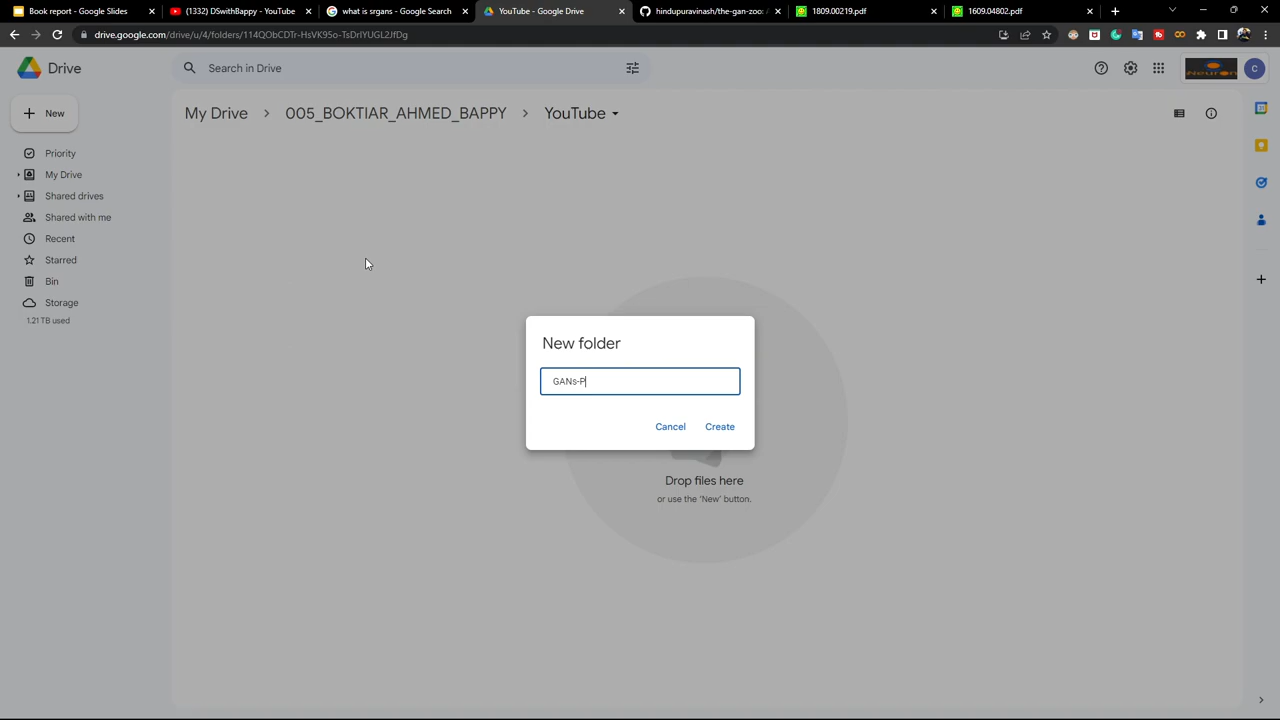 Book report - Google Slides
(1332) DSwithBappy - YouTube
what is srgans - Google Search
YouTube - Google Drive
hindupuravinash/the-gan-zoo: A
1809.00219.pdf
1609.04802.pdf
drive.google.com/drive/u/4/folders/114QObCDTr-HsVK95o-TsDrIYUGL2JfDg
Drive
Search in Drive
C
New
My Drive
005_BOKTIAR_AHMED_BAPPY
YouTube
Priority
My Drive
Shared drives
Shared with me
Recent
Starred
Bin
Storage
1.21 TB used
New folder
GANs-P
Cancel
Create
Drop files here
or use the 'New' button.